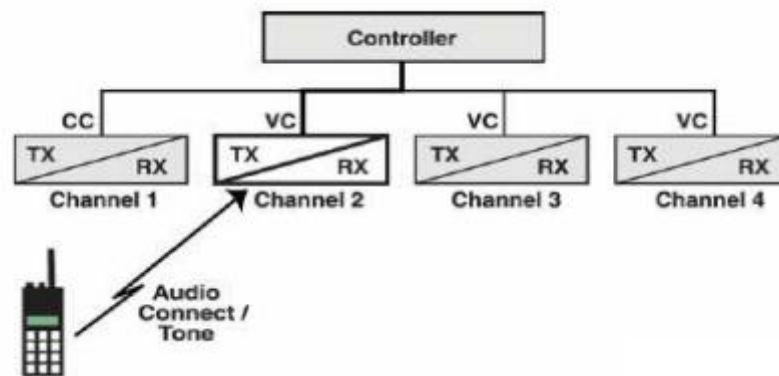 Controller
CC VC VC VC
TX RX TX RX TX RX TX RX
Channel 1 Channel 2 Channel 3 Channel 4
Audio
Connect /
Tone